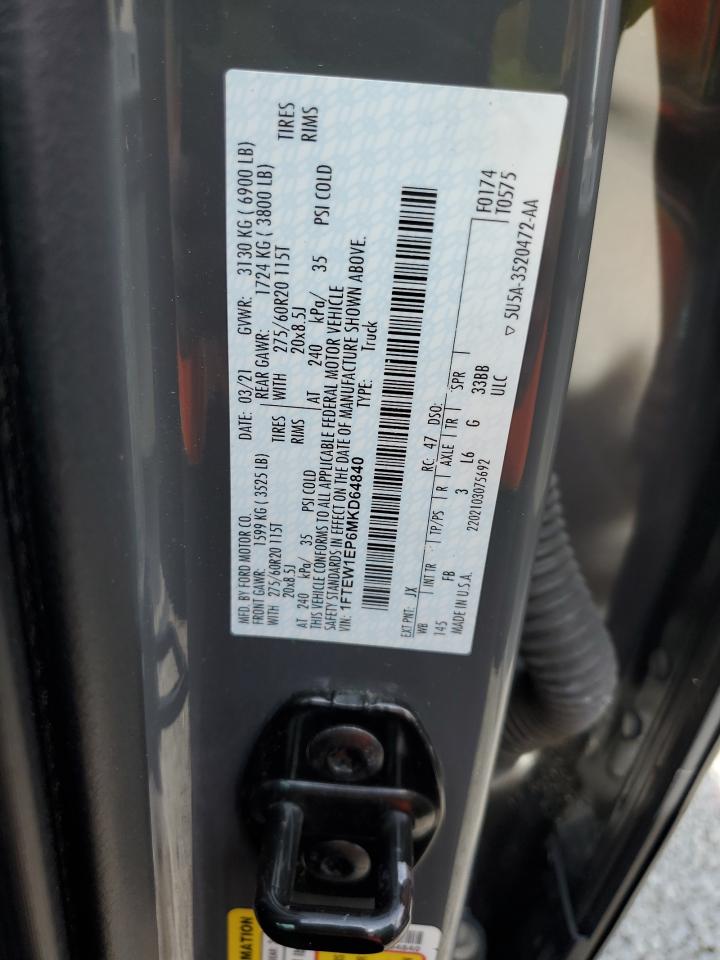 MFD. BY FORD MOTOR CO.
DATE: 03/21 GVWR: 3130 KG ( 6900 LB)
FRONT GAWR: 1599 KG ( 3525 LB) REAR GAWR: 1724 KG ( 3800 LB)
WITH 275/60R20 115T TIRES WITH 275/60R20 115T TIRES
20x8.5J RIMS 20x8.5J RIMS
AT 240 kPa/ 35 PSI COLD AT 240 kPa/ 35 PSI COLD
THIS VEHICLE CONFORMS TO ALL APPLICABLE FEDERAL MOTOR VEHICLE
SAFETY STANDARDS IN EFFECT ON THE DATE OF MANUFACTURE SHOWN ABOVE.
VIN: 1FTEW1EP6MKD64840 TYPE: Truck
EXT PNT: JX RC: 47 DSO: F0174
T0575
WB INT TR TP/PS R AXLE TR SPR
145 FB 3 L6 G 33BB
MADE IN U.S.A. 2202103075692 ULC
▽ 5U5A-3520472-AA
MATION